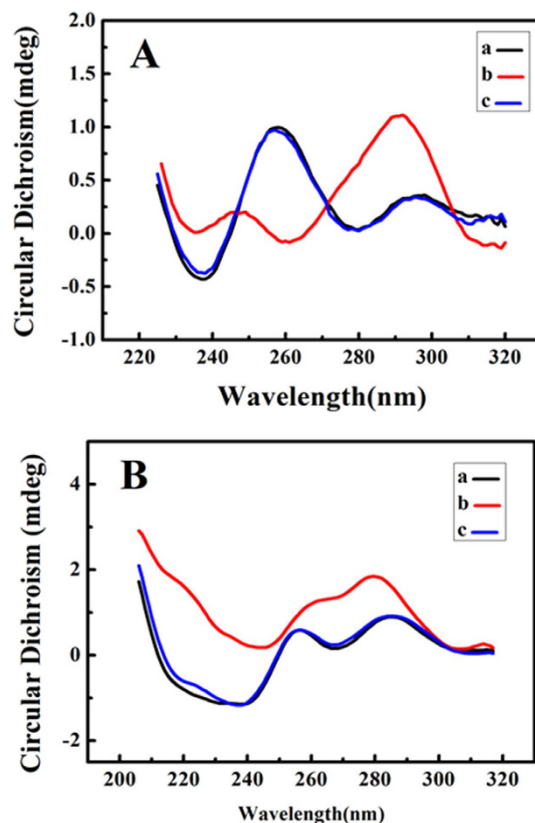 A
a
b
c
2.0
1.5
1.0
0.5
0.0
-0.5
-1.0
Circular Dichroism(mdeg)
220 240 260 280 300 320
Wavelength(nm)
B
a
b
c
4
2
0
-2
Circular Dichroism (mdeg)
200 220 240 260 280 300 320
Wavelength(nm)